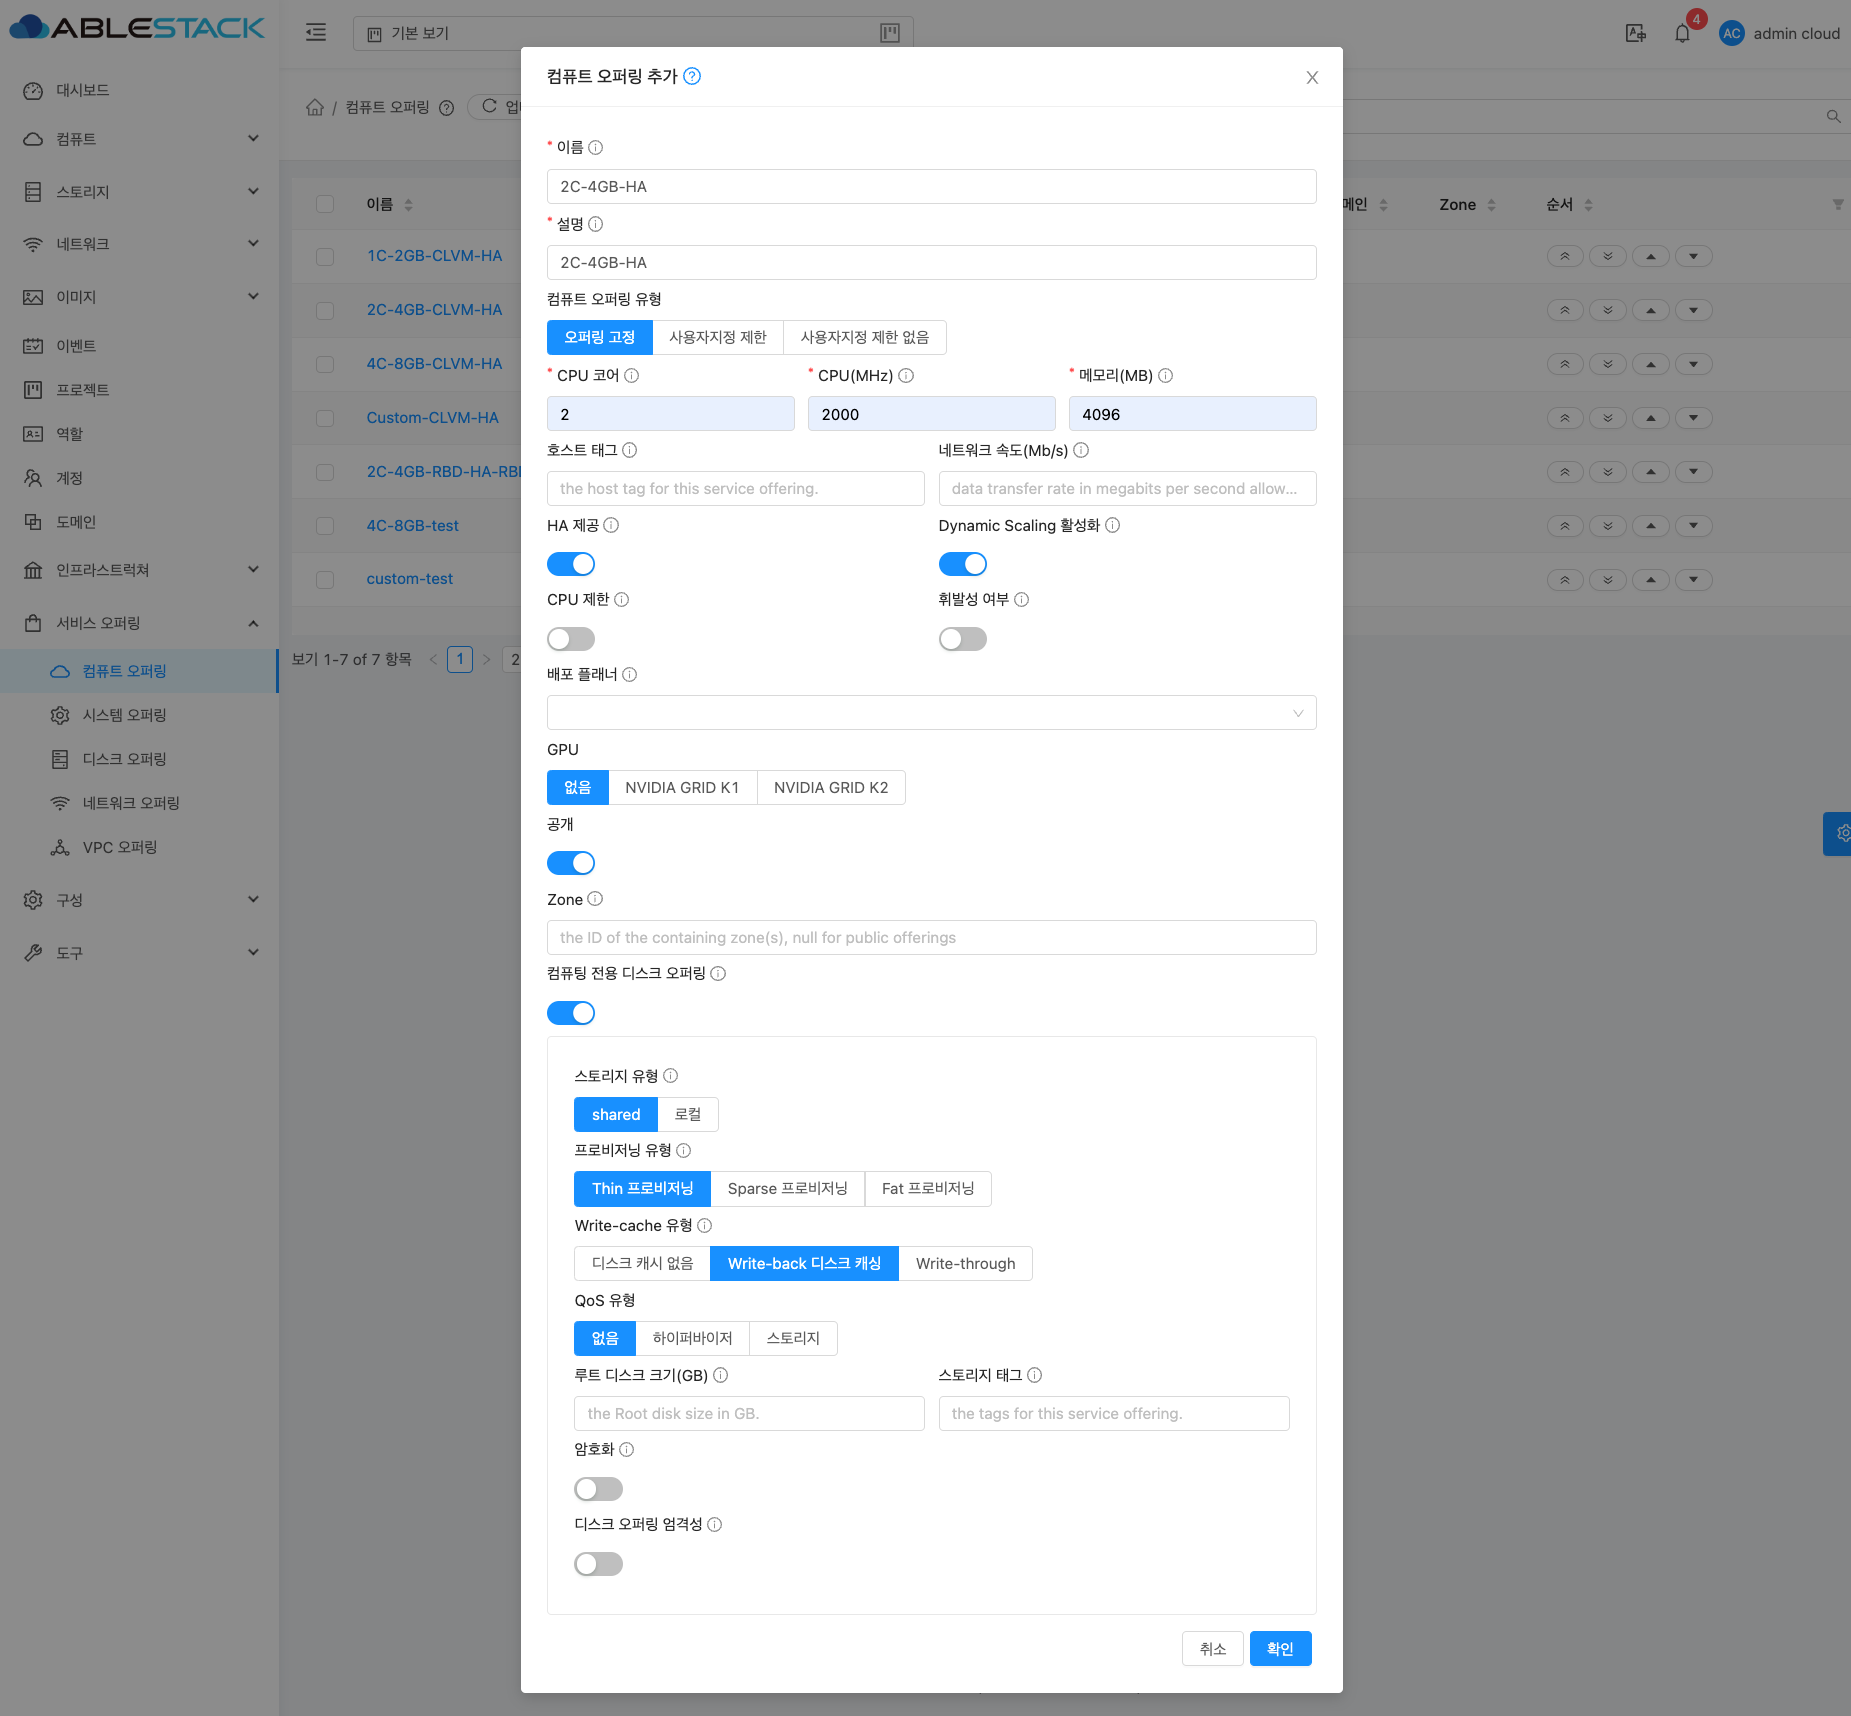 ABLESTACK
기본 보기
4
AC
admin cloud
대시보드
컴퓨트
스토리지
네트워크
이미지
이벤트
프로젝트
역할
계정
도메인
인프라스트럭쳐
서비스 오퍼링
컴퓨트 오퍼링
시스템 오퍼링
디스크 오퍼링
네트워크 오퍼링
VPC 오퍼링
구성
도구
/ 컴퓨트 오퍼링
이름
Zone
순서
1C-2GB-CLVM-HA
2C-4GB-CLVM-HA
4C-8GB-CLVM-HA
Custom-CLVM-HA
2C-4GB-RBD-HA-RB
4C-8GB-test
custom-test
보기 1-7 of 7 항목
1
2
컴퓨트 오퍼링 추가
* 이름
2C-4GB-HA
* 설명
2C-4GB-HA
컴퓨트 오퍼링 유형
오퍼링 고정 사용자지정 제한 사용자지정 제한 없음
* CPU 코어 * CPU(MHz) * 메모리(MB)
2 2000 4096
호스트 태그 네트워크 속도(Mb/s)
the host tag for this service offering. data transfer rate in megabits per second allow...
HA 제공 Dynamic Scaling 활성화
CPU 제한 휘발성 여부
배포 플래너
GPU
없음 NVIDIA GRID K1 NVIDIA GRID K2
공개
Zone
the ID of the containing zone(s), null for public offerings
컴퓨팅 전용 디스크 오퍼링
스토리지 유형
shared 로컬
프로비저닝 유형
Thin 프로비저닝 Sparse 프로비저닝 Fat 프로비저닝
Write-cache 유형
디스크 캐시 없음 Write-back 디스크 캐싱 Write-through
QoS 유형
없음 하이퍼바이저 스토리지
루트 디스크 크기(GB) 스토리지 태그
the Root disk size in GB. the tags for this service offering.
암호화
디스크 오퍼링 엄격성
취소 확인